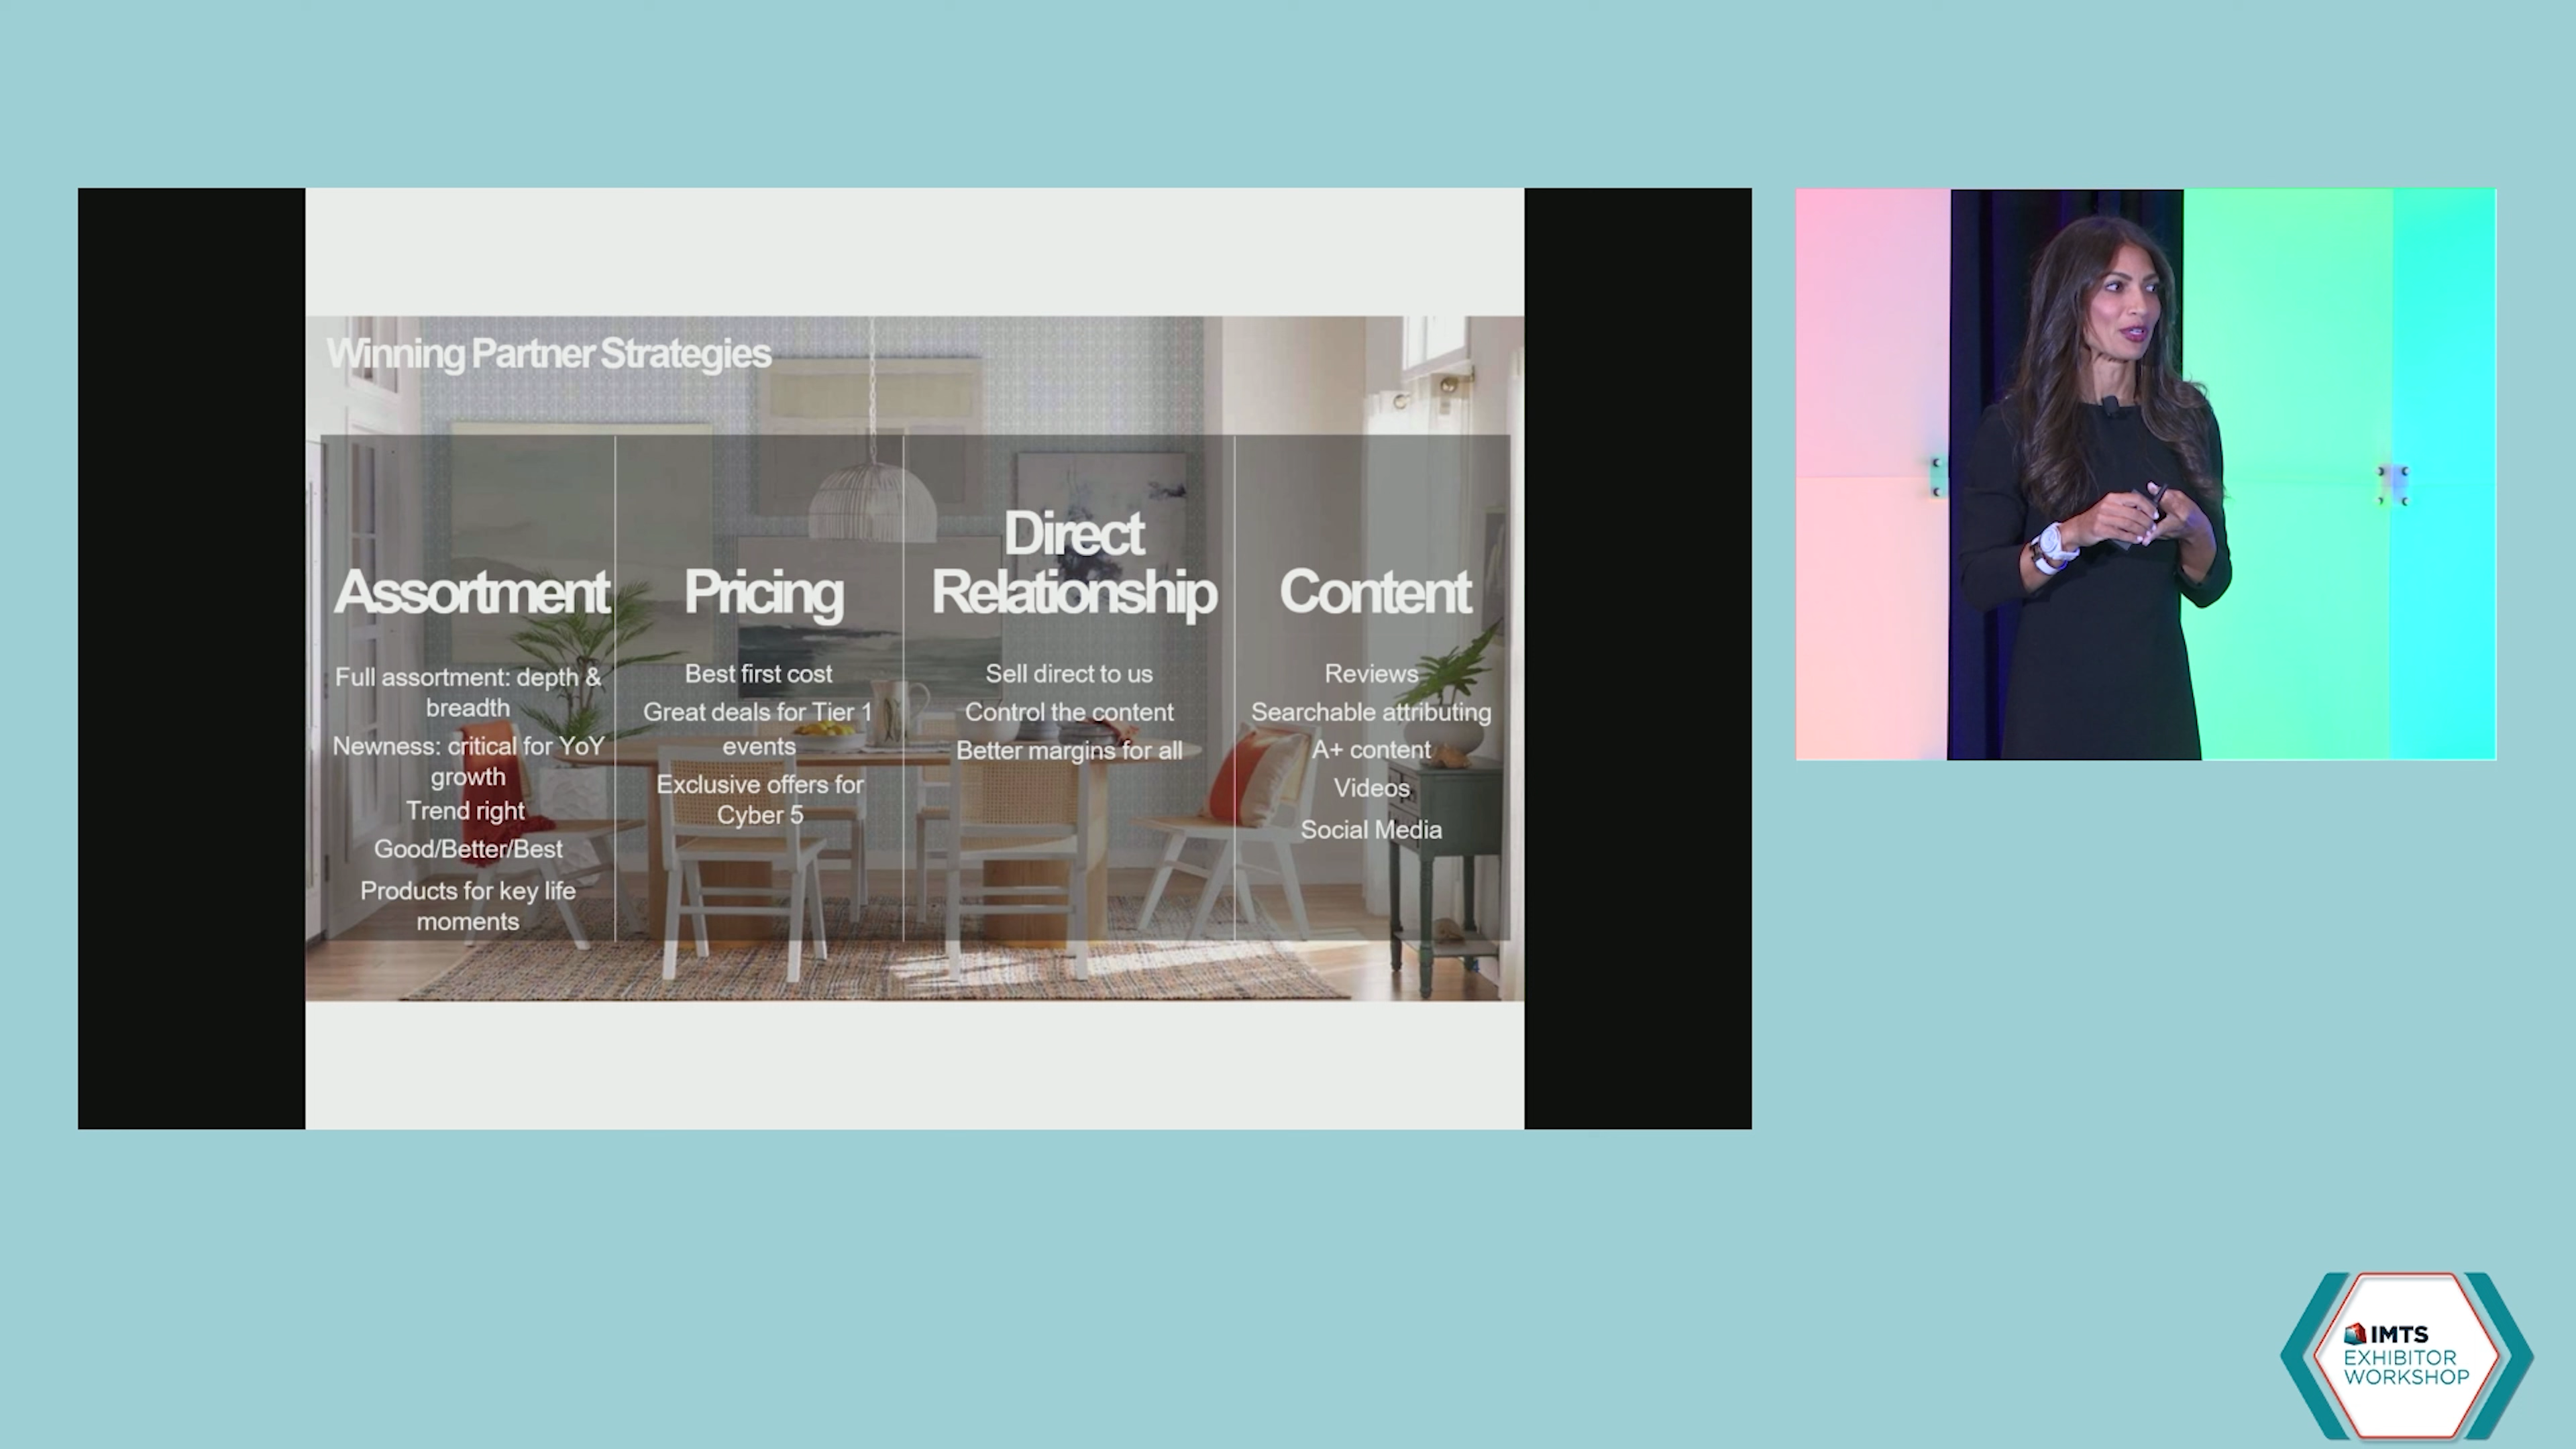 Winning Partner Strategies
Assortment
Full assortment: depth &
breadth
Newness: critical for YoY
growth
Trend right
Good/Better/Best
Products for key life
moments
Pricing
Best first cost
Great deals for Tier 1
events
Exclusive offers for
Cyber 5
Direct
Relationship
Sell direct to us
Control the content
Better margins for all
Content
Reviews
Searchable attributing
A+ content
Videos
Social Media
IMTS
EXHIBITOR
WORKSHOP